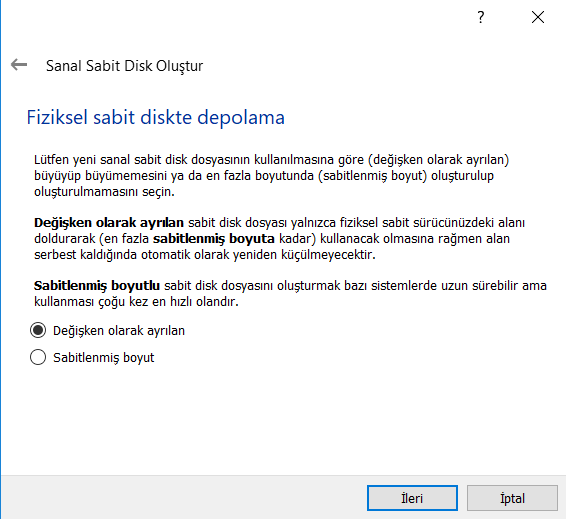 ?
Sanal Sabit Disk Oluştur
Fiziksel sabit diskte depolama
Lütfen yeni sanal sabit disk dosyasının kullanılmasına göre (değişken olarak ayrılan)
büyüyüp büyümemesini ya da en fazla boyutunda (sabitlenmiş boyut) oluşturulup
oluşturulmamasını seçin.
Değişken olarak ayrılan sabit disk dosyası yalnızca fiziksel sabit sürücünüzdeki alanı
doldurarak (en fazla sabitlenmiş boyuta kadar) kullanacak olmasına rağmen alan
serbest kaldığında otomatik olarak yeniden küçülmeyecektir.
Sabitlenmiş boyutlu sabit disk dosyasını oluşturmak bazı sistemlerde uzun sürebilir ama
kullanması çoğu kez en hızlı olandır.
Değişken olarak ayrılan
Sabitlenmiş boyut
İleri
İptal